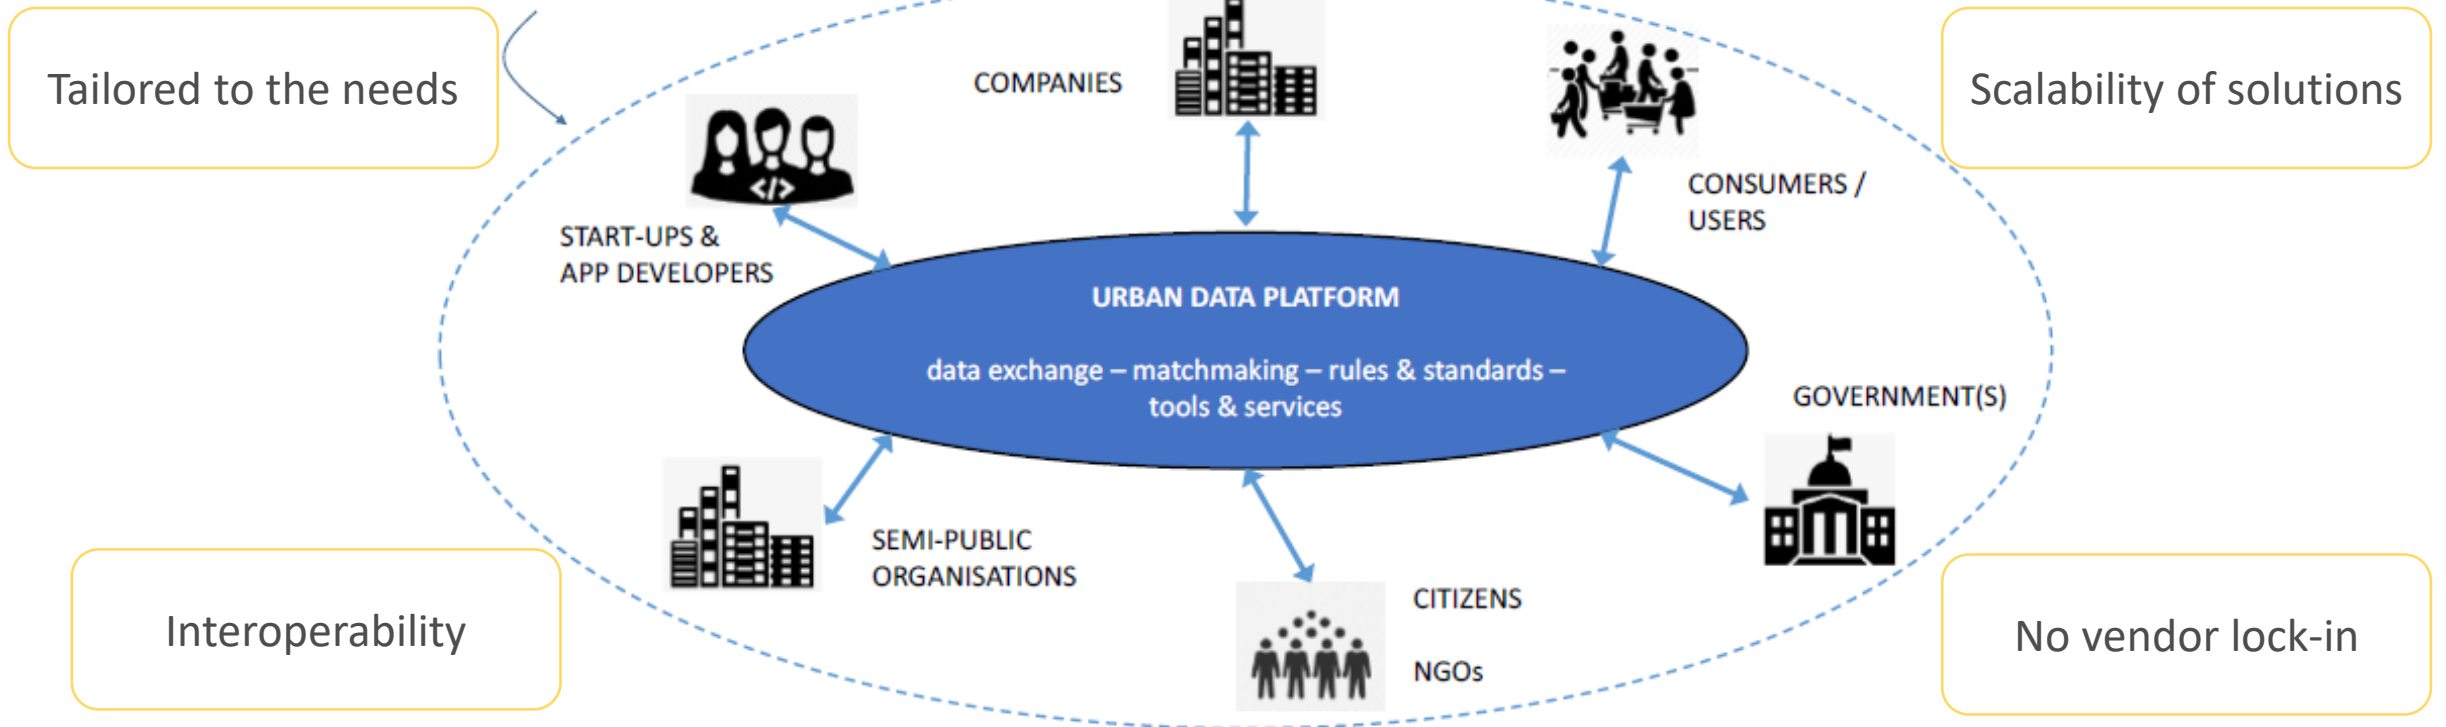 Tailored to the needs
COMPANIES
Scalability of solutions
CONSUMERS /
USERS
</>
START-UPS &
APP DEVELOPERS
URBAN DATA PLATFORM
data exchange – matchmaking – rules & standards –
tools & services
GOVERNMENT(S)
SEMI-PUBLIC
ORGANISATIONS
CITIZENS
NGOs
Interoperability
No vendor lock-in